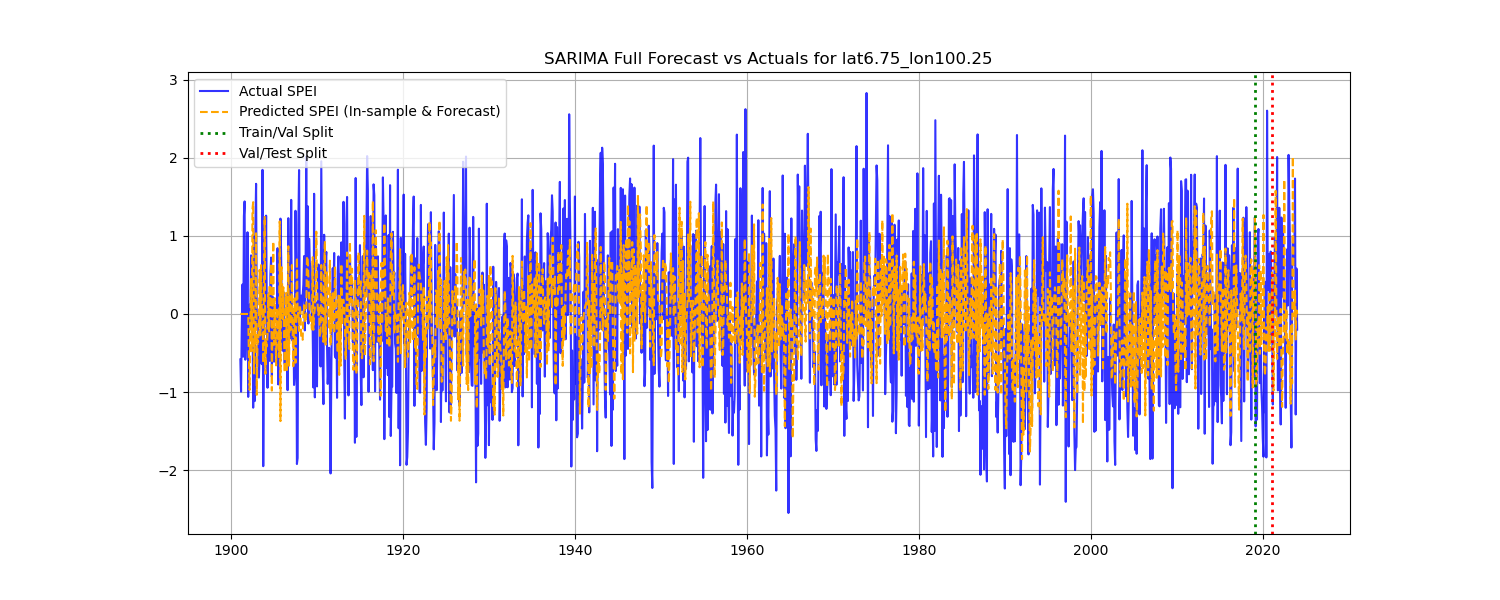 SARIMA Full Forecast vs Actuals for lat6.75_lon100.25
3
Actual SPEI
Predicted SPEI (In-sample & Forecast)
Train/Val Split
Val/Test Split
2
1
0
−1
−2
1900 1920 1940 1960 1980 2000 2020